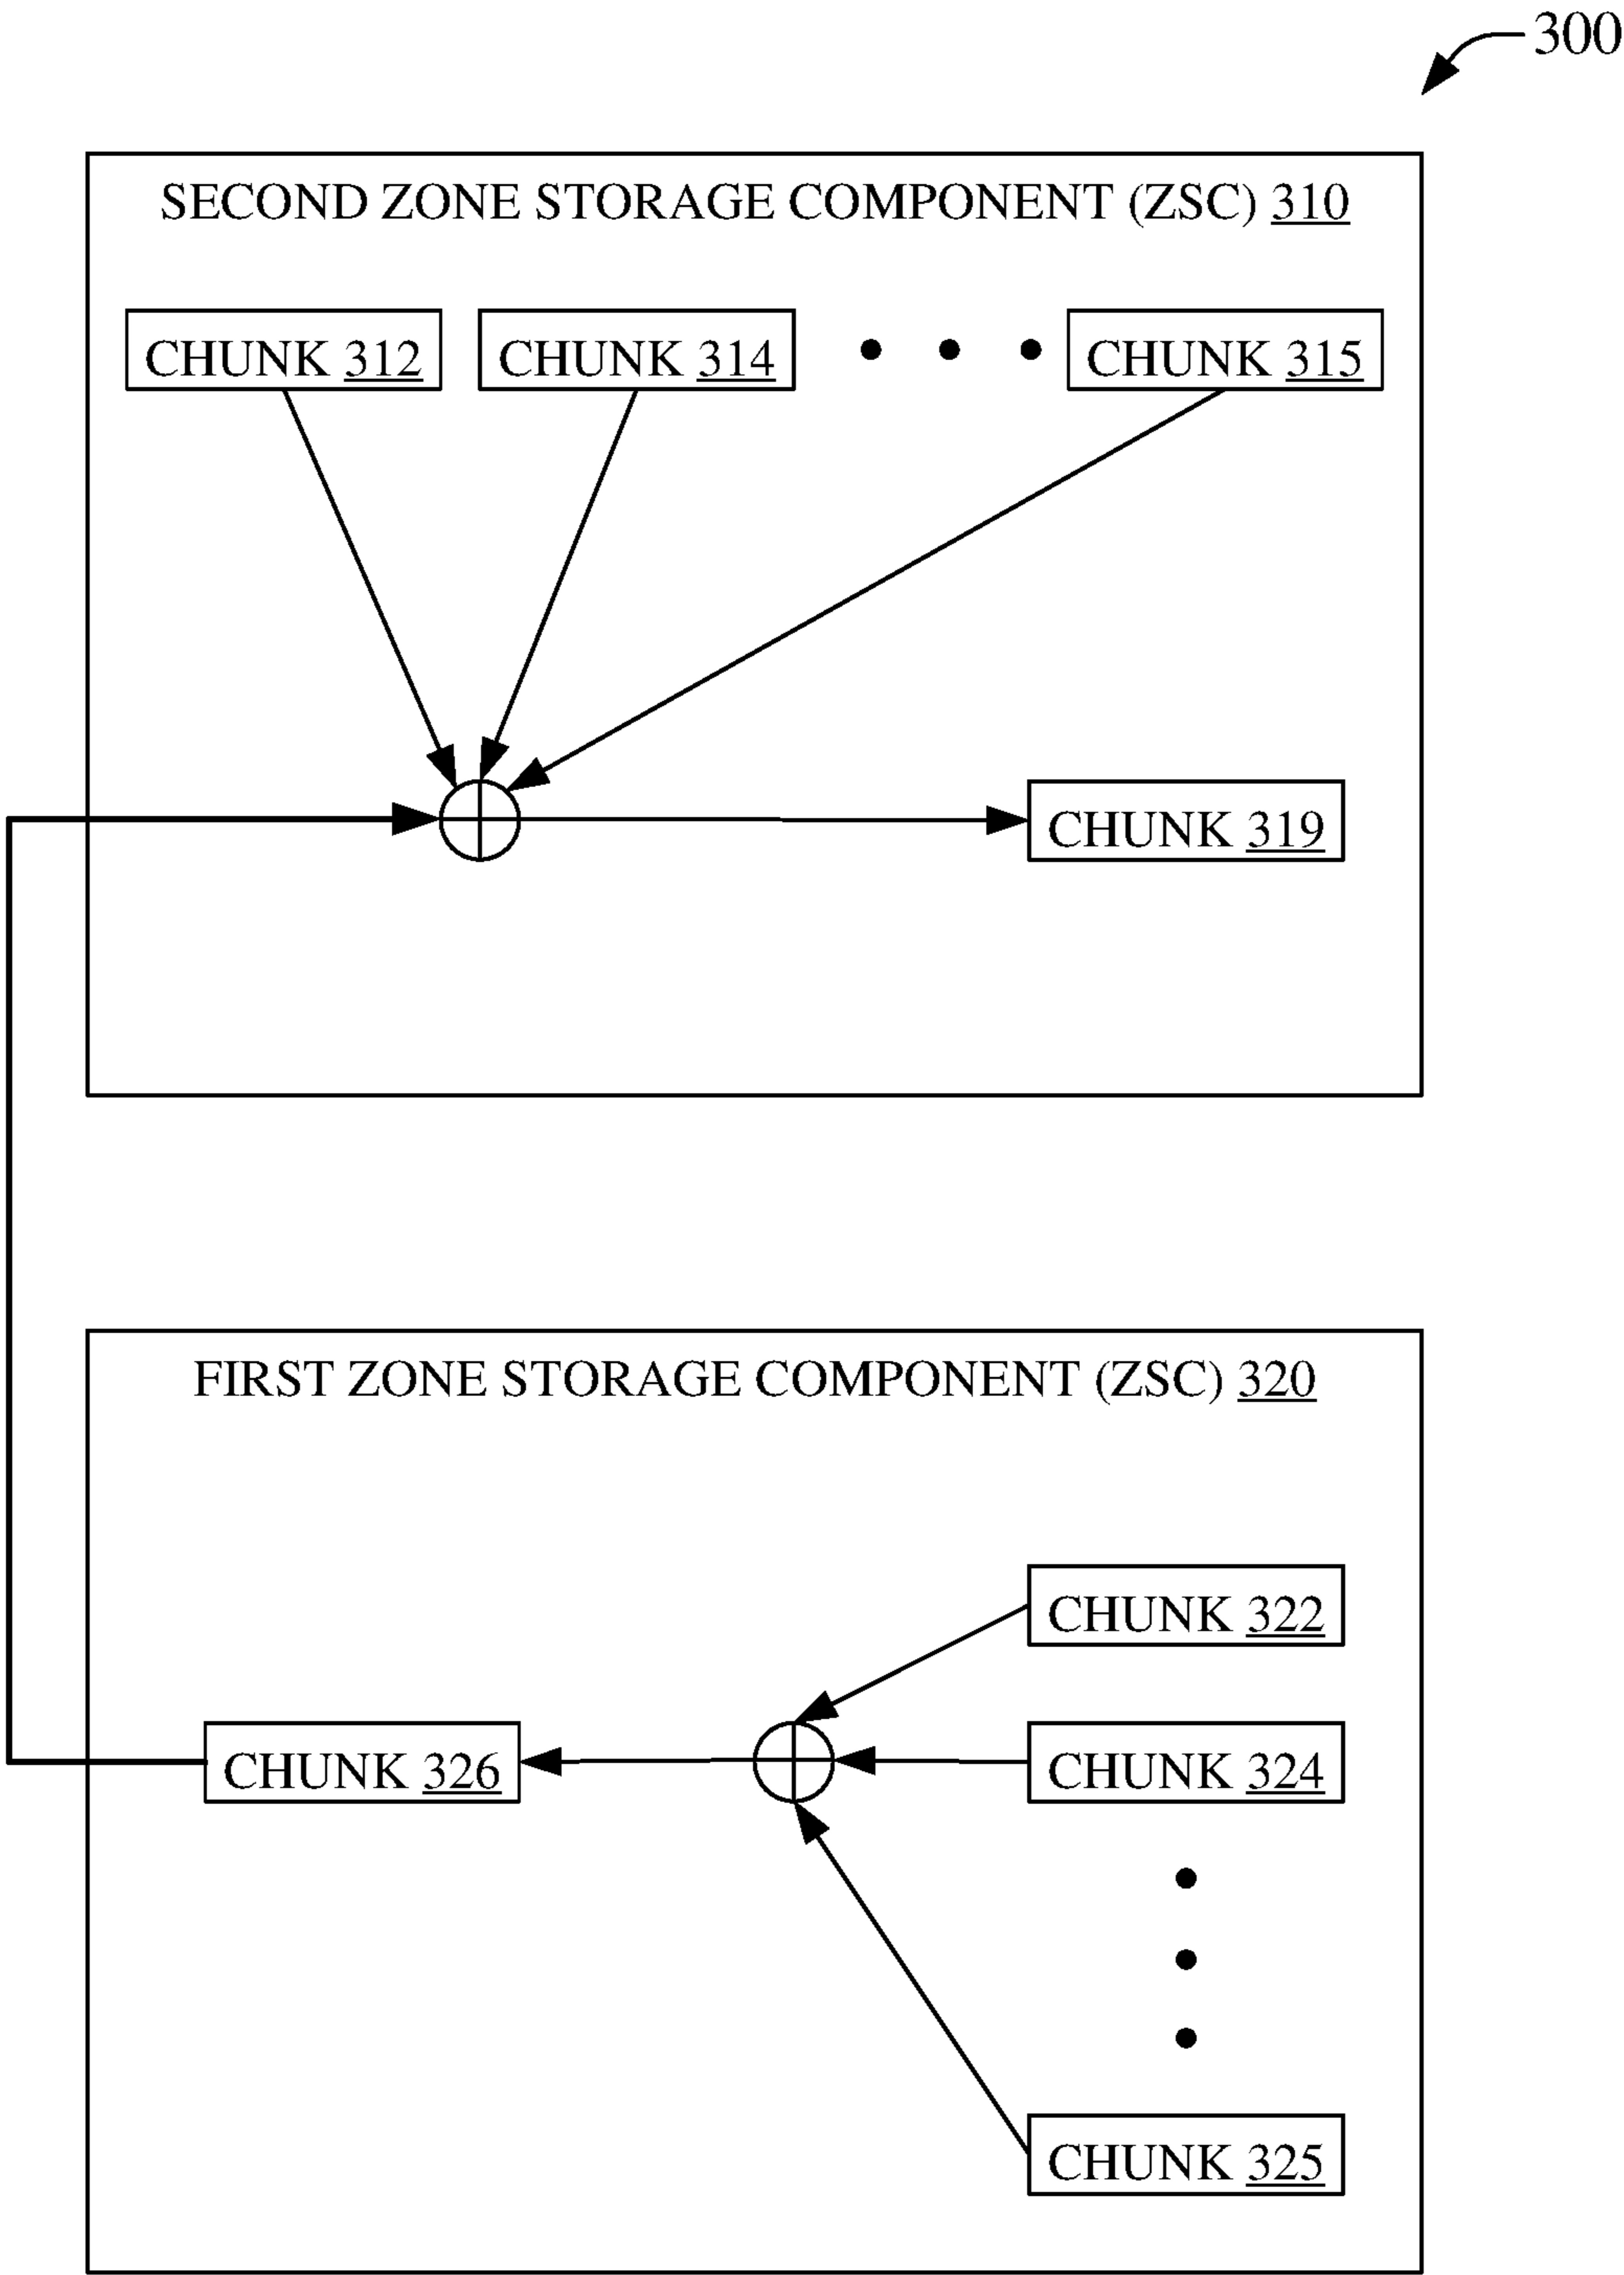 300
SECOND ZONE STORAGE COMPONENT (ZSC) 310
CHUNK 312
CHUNK 314
CHUNK 315
CHUNK 319
FIRST ZONE STORAGE COMPONENT (ZSC) 320
CHUNK 322
CHUNK 326
CHUNK 324
CHUNK 325